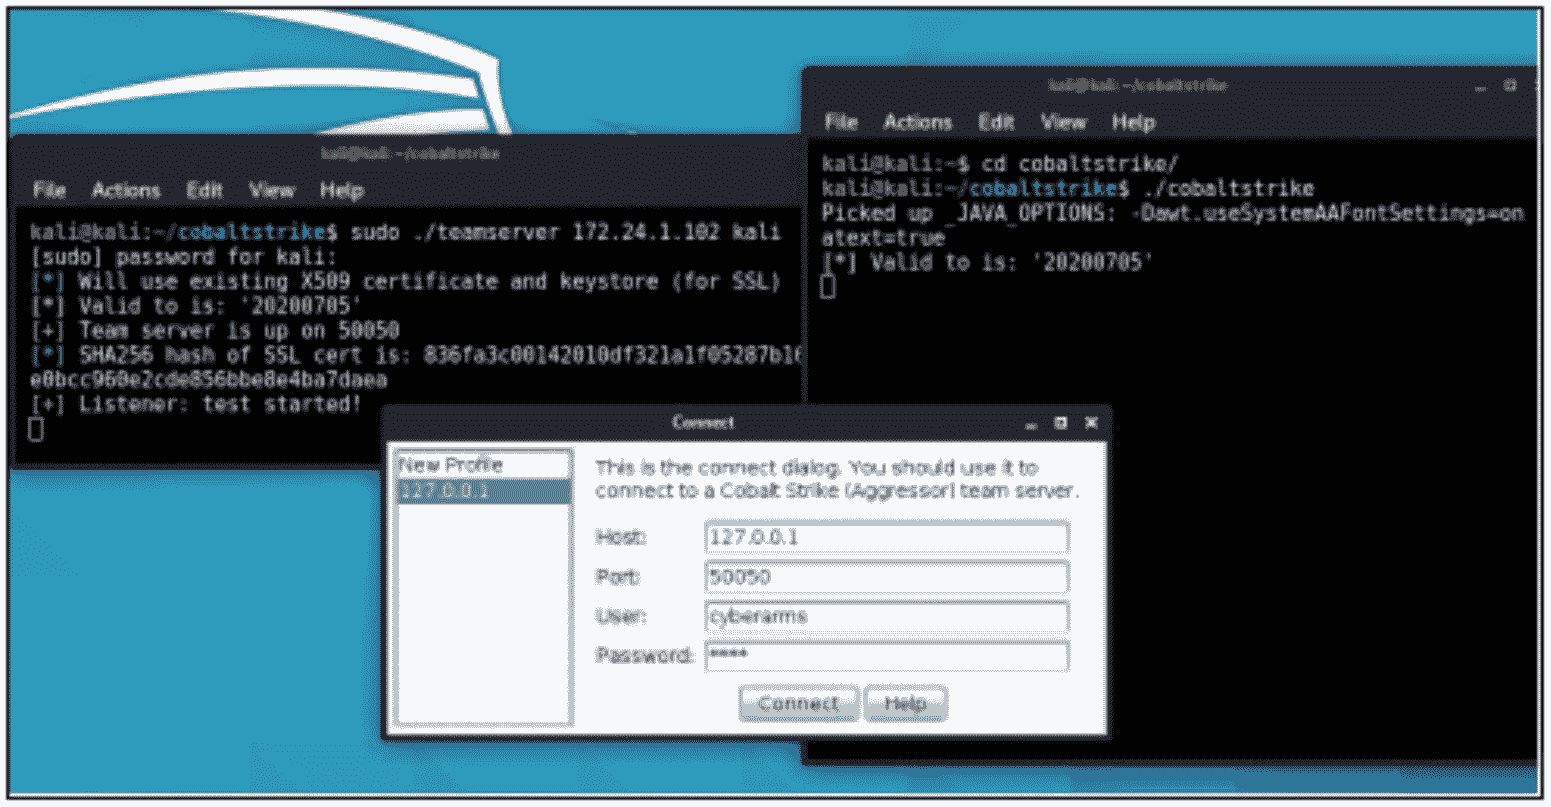 kali@kali: ~/cobaltstrike
File Actions Edit View Help
kali@kali:~/cobaltstrike$ sudo ./teamserver 172.24.1.102 kali
[sudo] password for kali:
[*] Will use existing X509 certificate and keystore (for SSL)
[*] Valid to is: '20200705'
[+] Team server is up on 50050
[*] SHA256 hash of SSL cert is: 836fa3c00142010df321a1f05287b16
e0bcc960e2cde856bbe8e4ba7daea
[+] Listener: test started!
kali@kali: ~/cobaltstrike
File Actions Edit View Help
kali@kali:~$ cd cobaltstrike/
kali@kali:~/cobaltstrike$ ./cobaltstrike
Picked up _JAVA_OPTIONS: -Dawt.useSystemAAFontSettings=on
atext=true
[*] Valid to is: '20200705'
Connect
New Profile
127.0.0.1
This is the connect dialog. You should use it to
connect to a Cobalt Strike (Aggressor) team server.
Host: 127.0.0.1
Port: 50050
User: cyberarms
Password: ****
Connect Help